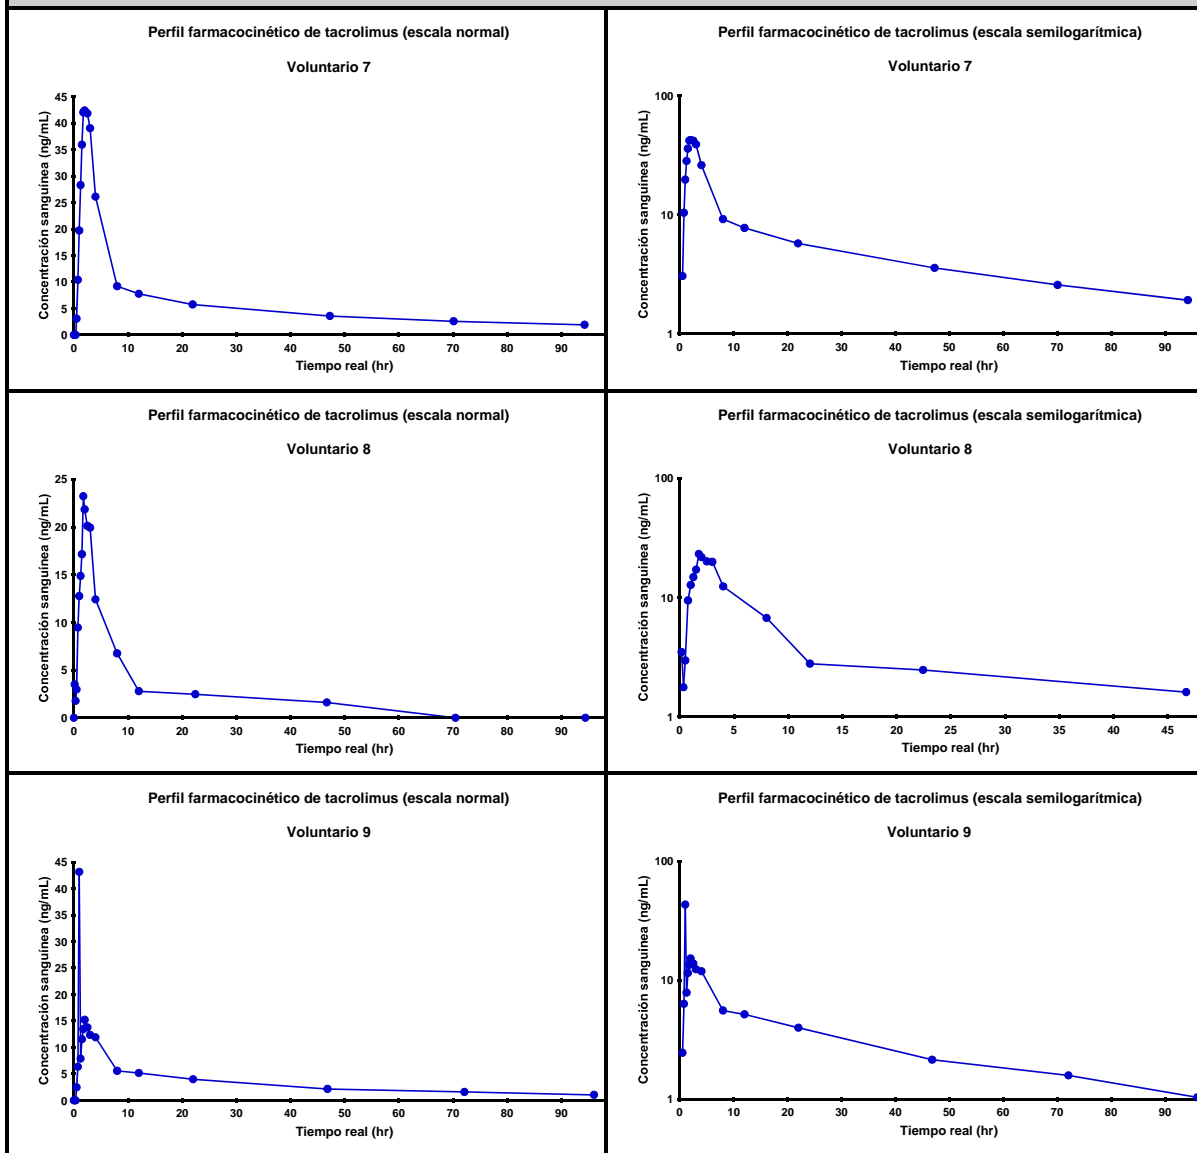 Perfil farmacocinético de tacrolimus (escala normal)
Voluntario 7
Concentración sanguínea (ng/mL)
45
40
35
30
25
20
15
10
5
0
0 10 20 30 40 50 60 70 80 90
Tiempo real (hr)
Perfil farmacocinético de tacrolimus (escala semilogarítmica)
Voluntario 7
Concentración sanguínea (ng/mL)
100
10
1
0 10 20 30 40 50 60 70 80 90
Tiempo real (hr)
Perfil farmacocinético de tacrolimus (escala normal)
Voluntario 8
Concentración sanguínea (ng/mL)
25
20
15
10
5
0
0 10 20 30 40 50 60 70 80 90
Tiempo real (hr)
Perfil farmacocinético de tacrolimus (escala semilogarítmica)
Voluntario 8
Concentración sanguínea (ng/mL)
100
10
1
0 5 10 15 20 25 30 35 40 45
Tiempo real (hr)
Perfil farmacocinético de tacrolimus (escala normal)
Voluntario 9
Concentración sanguínea (ng/mL)
45
40
35
30
25
20
15
10
5
0
0 10 20 30 40 50 60 70 80 90
Tiempo real (hr)
Perfil farmacocinético de tacrolimus (escala semilogarítmica)
Voluntario 9
Concentración sanguínea (ng/mL)
100
10
1
0 10 20 30 40 50 60 70 80 90
Tiempo real (hr)